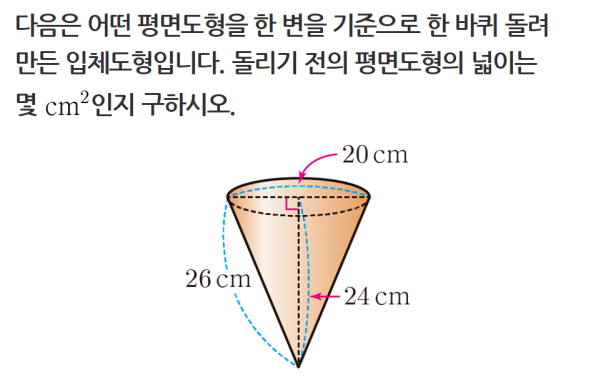 다음은 어떤 평면도형을 한 변을 기준으로 한 바퀴 돌려
만든 입체도형입니다. 돌리기 전의 평면도형의 넓이는
몇 cm²인지 구하시오.
20 cm
26 cm
24 cm